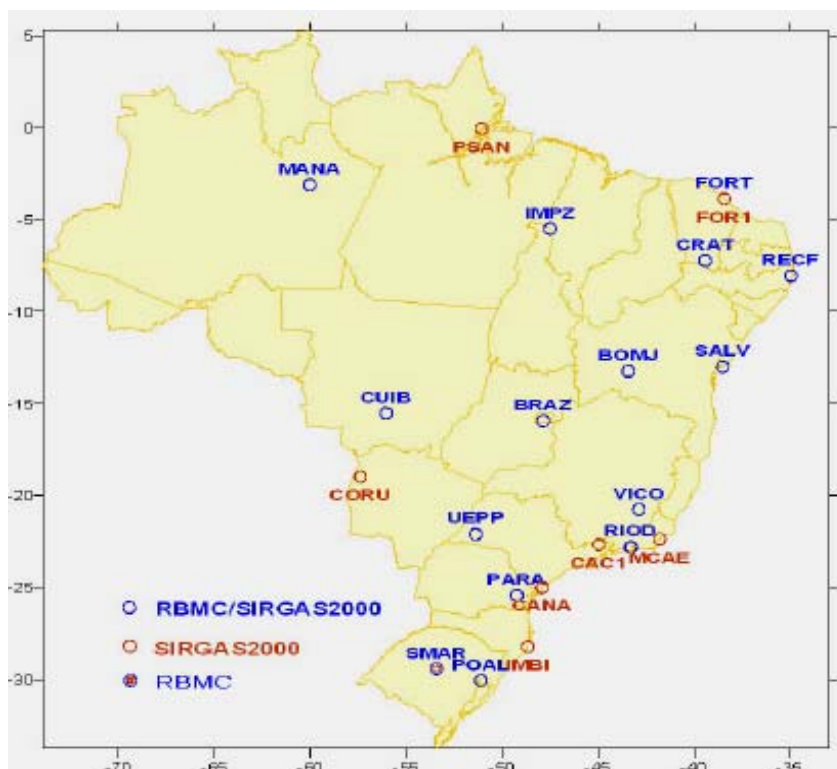 5
0
PSAN
MANA
FORT
FOR1
IMPZ
-5
CRAT
RECF
-10
BOMJ
SALV
CUIB
BRAZ
-15
CORU
VICO
-20
UEPP
RIOD
CAC1
MCAE
PARA
CANA
-25
RBMC/SIRGAS2000
SIRGAS2000
SMAR
POAL
IMBI
RBMC
-30
-70 -60 -55 -50 -45 -40 -35